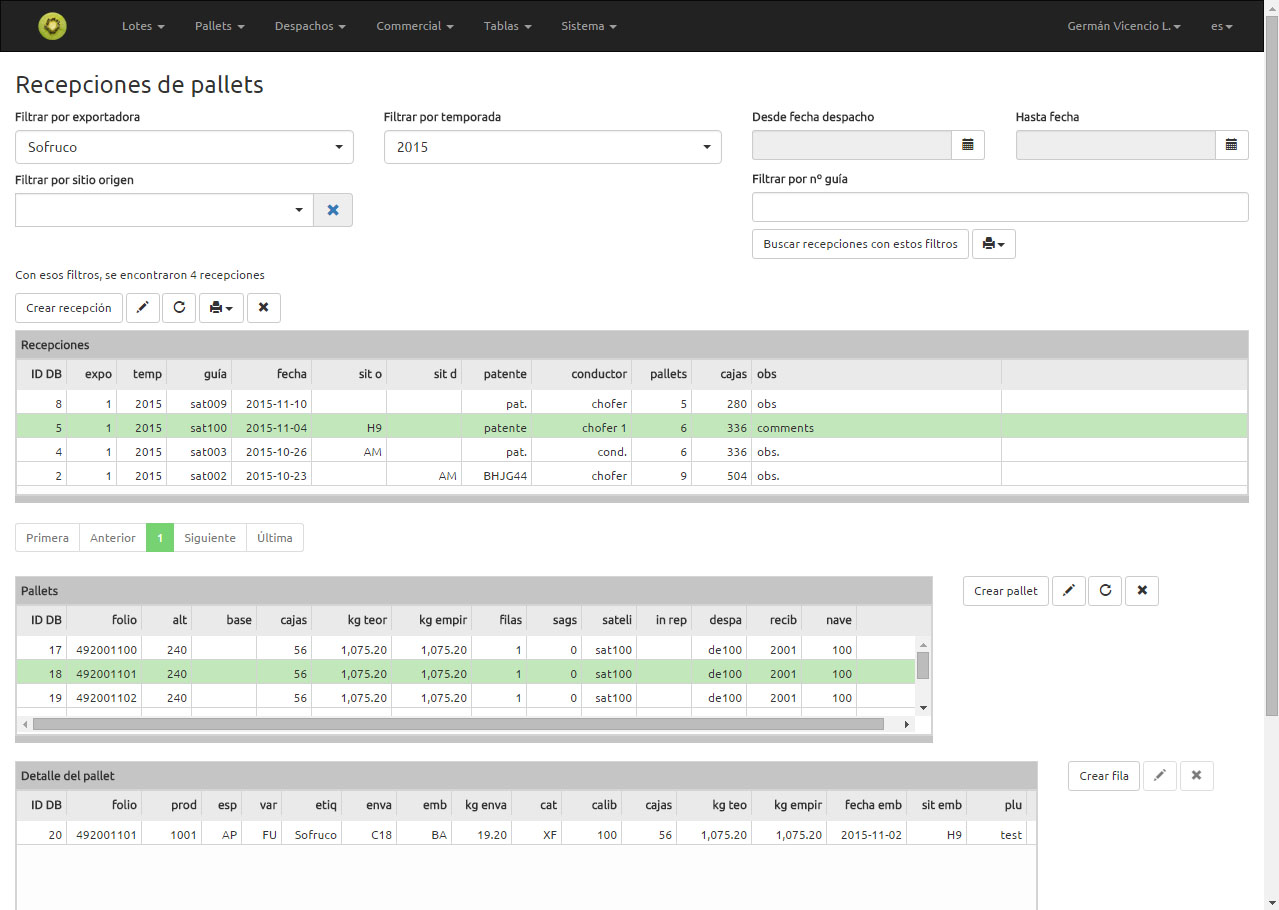 Lotes Pallets Despachos Commercial Tablas Sistema Germán Vicencio L. es
Recepciones de pallets
Filtrar por exportadora Filtrar por temporada Desde fecha despacho Hasta fecha
Sofruco 2015
Filtrar por sitio origen Filtrar por nº guía
Buscar recepciones con estos filtros
Con esos filtros, se encontraron 4 recepciones
Crear recepción
Recepciones
ID DB expo temp guía fecha sit o sit d patente conductor pallets cajas obs
8 1 2015 sat009 2015-11-10 pat. chofer 5 280 obs
5 1 2015 sat100 2015-11-04 H9 patente chofer 1 6 336 comments
4 1 2015 sat003 2015-10-26 AM pat. cond. 6 336 obs.
2 1 2015 sat002 2015-10-23 AM BHJG44 chofer 9 504 obs.
Primera Anterior 1 Siguiente Última
Pallets Crear pallet
ID DB folio alt base cajas kg teor kg empir filas sags sateli in rep despa recib nave
17 492001100 240 56 1,075.20 1,075.20 1 0 sat100 de100 2001 100
18 492001101 240 56 1,075.20 1,075.20 1 0 sat100 de100 2001 100
19 492001102 240 56 1,075.20 1,075.20 1 0 sat100 de100 2001 100
Detalle del pallet Crear fila
ID DB folio prod esp var etiq enva emb kg enva cat calib cajas kg teo kg empir fecha emb sit emb plu
20 492001101 1001 AP FU Sofruco C18 BA 19.20 XF 100 56 1,075.20 1,075.20 2015-11-02 H9 test